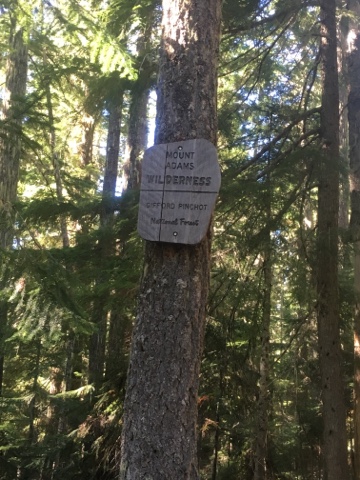 MOUNT
ADAMS
WILDERNESS
GIFFORD PINCHOT
National Forest